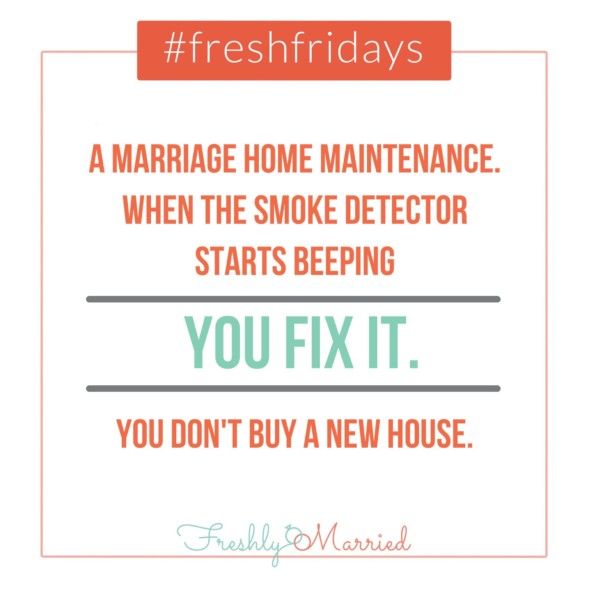 #freshfridays
A MARRIAGE HOME MAINTENANCE.
WHEN THE SMOKE DETECTOR
STARTS BEEPING
YOU FIX IT.
YOU DON'T BUY A NEW HOUSE.
Freshly Married